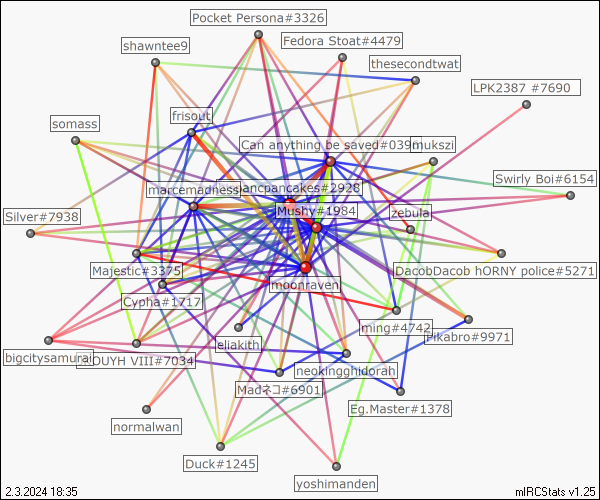 Pocket Persona#3326
Fedora Stoat#4479
shawntee9
thesecondtwat
LPK2387 #7690
frisout
somass
Can anything be saved#039
mukszi
Swirly Boi#6154
marcemadness
ancpancakes#2928
Mushy#1984
zebula
Silver#7938
Majestic#3375
DacobDacob hORNY police#5271
moonraven
Cypha#1717
ming#4742
Pikabro#9971
eliakith
bigcitysamurai
OUYH VIII#7034
neokingghidorah
Madネコ#6901
Eg.Master#1378
normalwan
Duck#1245
yoshimanden
2.3.2024 18:35
mIRCStats v1.25